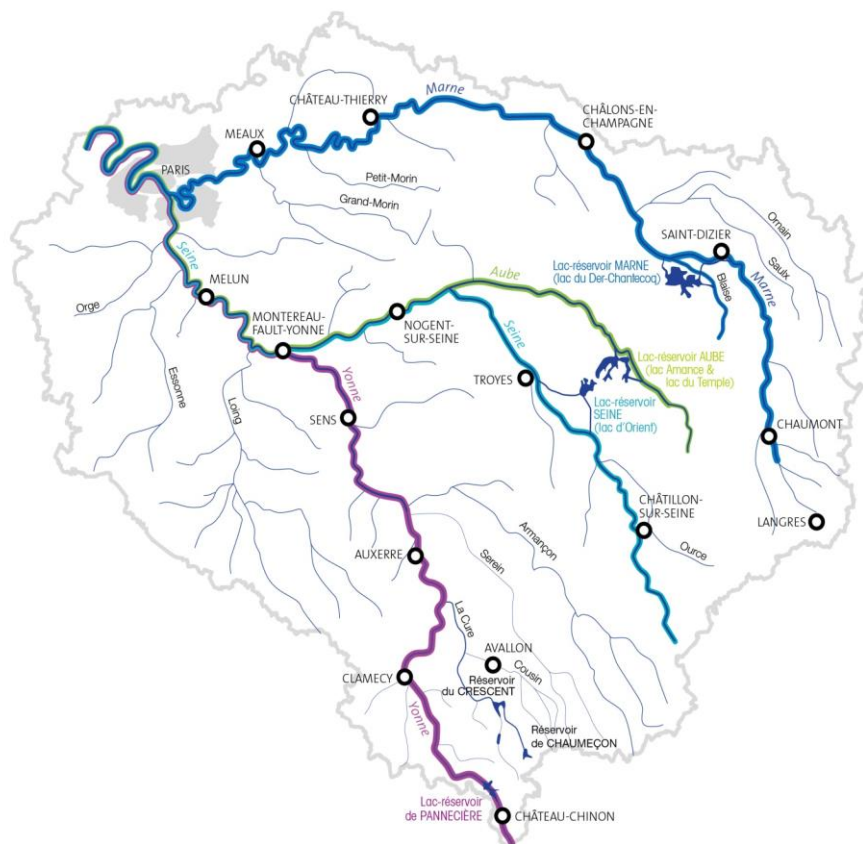 CHÂTEAU-THIERRY
Marne
CHÂLONS-EN-
CHAMPAGNE
MEAUX
PARIS
Petit-Morin
Grand-Morin
Ornain
SAINT-DIZIER
Saulx
Seine
Aube
Lac-réservoir MARNE
(lac du Der-Chantecq)
Blaise
Marne
MELUN
Orge
MONTEREAU-
FAULT-YONNE
NOGENT-
SUR-SEINE
Seine
Lac-réservoir AUBE
(lac Amance &
lac du Temple)
Essonne
Loing
Yonne
TROYES
Lac-réservoir
SEINE
(lac d'Orient)
SENS
CHAUMONT
CHÂTILLON-
SUR-SEINE
LANGRES
Armançon
Ource
AUXERRE
Serein
La Cure
AVALLON
Cousin
CLAMECY
Réservoir
du CRESCENT
Yonne
Réservoir
de CHAUMEÇON
Lac-réservoir
de PANNECIÈRE
CHÂTEAU-CHINON